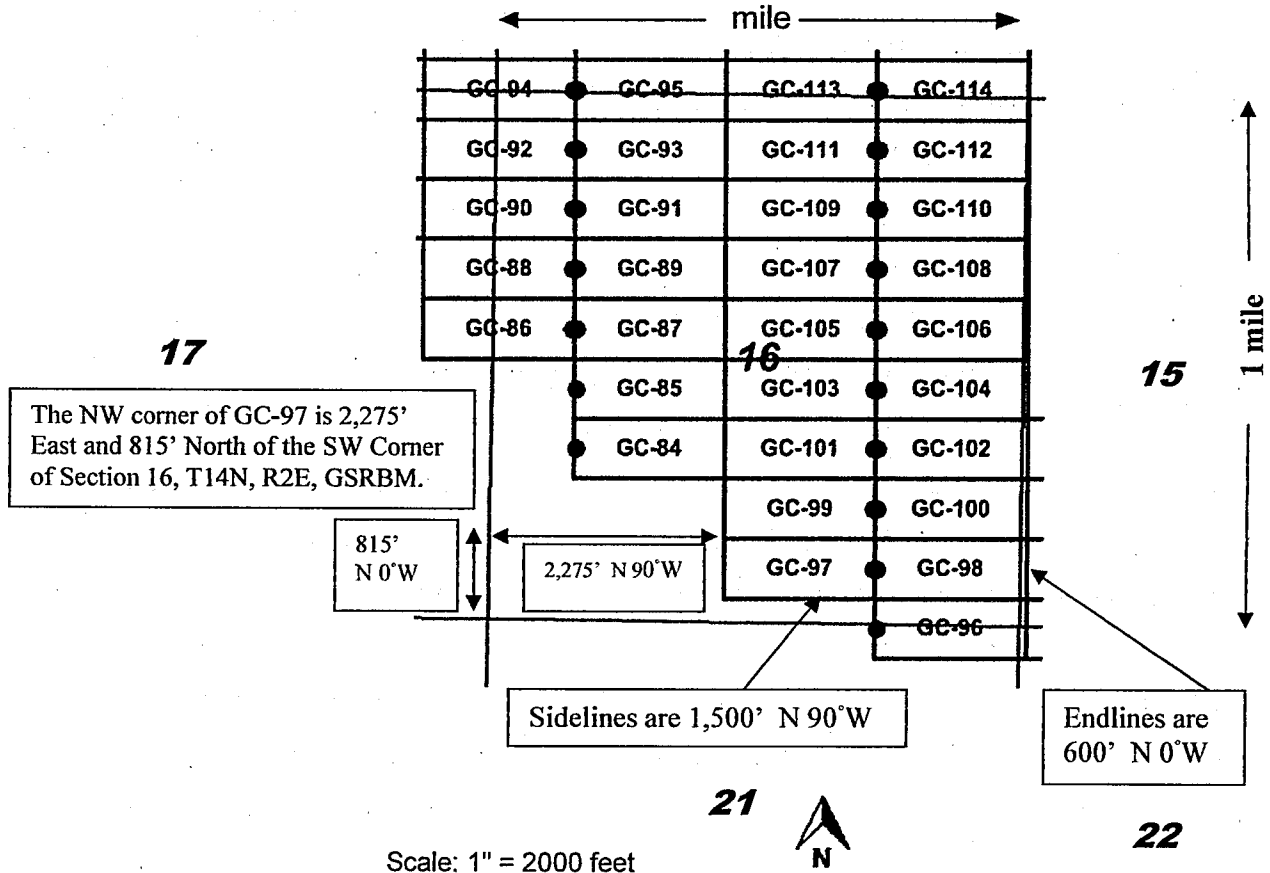 mile
GC-94 GC-95 GC-113 GC-114
GC-92 GC-93 GC-111 GC-112
GC-90 GC-91 GC-109 GC-110
GC-88 GC-89 GC-107 GC-108
GC-86 GC-87 GC-105 GC-106
17
16
15
1 mile
GC-85 GC-103 GC-104
The NW corner of GC-97 is 2,275'
East and 815' North of the SW Corner
of Section 16, T14N, R2E, GSRBM.
GC-84 GC-101 GC-102
GC-99 GC-100
815'
N 0°W
2,275' N 90°W
GC-97 GC-98
GC-96
Sidelines are 1,500' N 90°W
Endlines are
600' N 0°W
21
22
N
Scale: 1" = 2000 feet